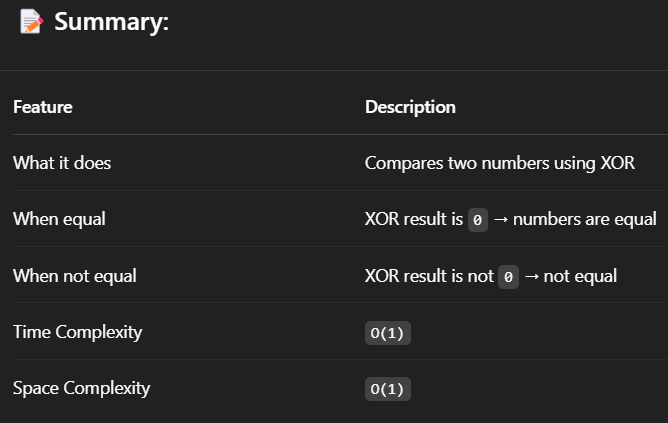 📝 Summary:
Feature Description
What it does Compares two numbers using XOR
When equal XOR result is 0 → numbers are equal
When not equal XOR result is not 0 → not equal
Time Complexity O(1)
Space Complexity O(1)